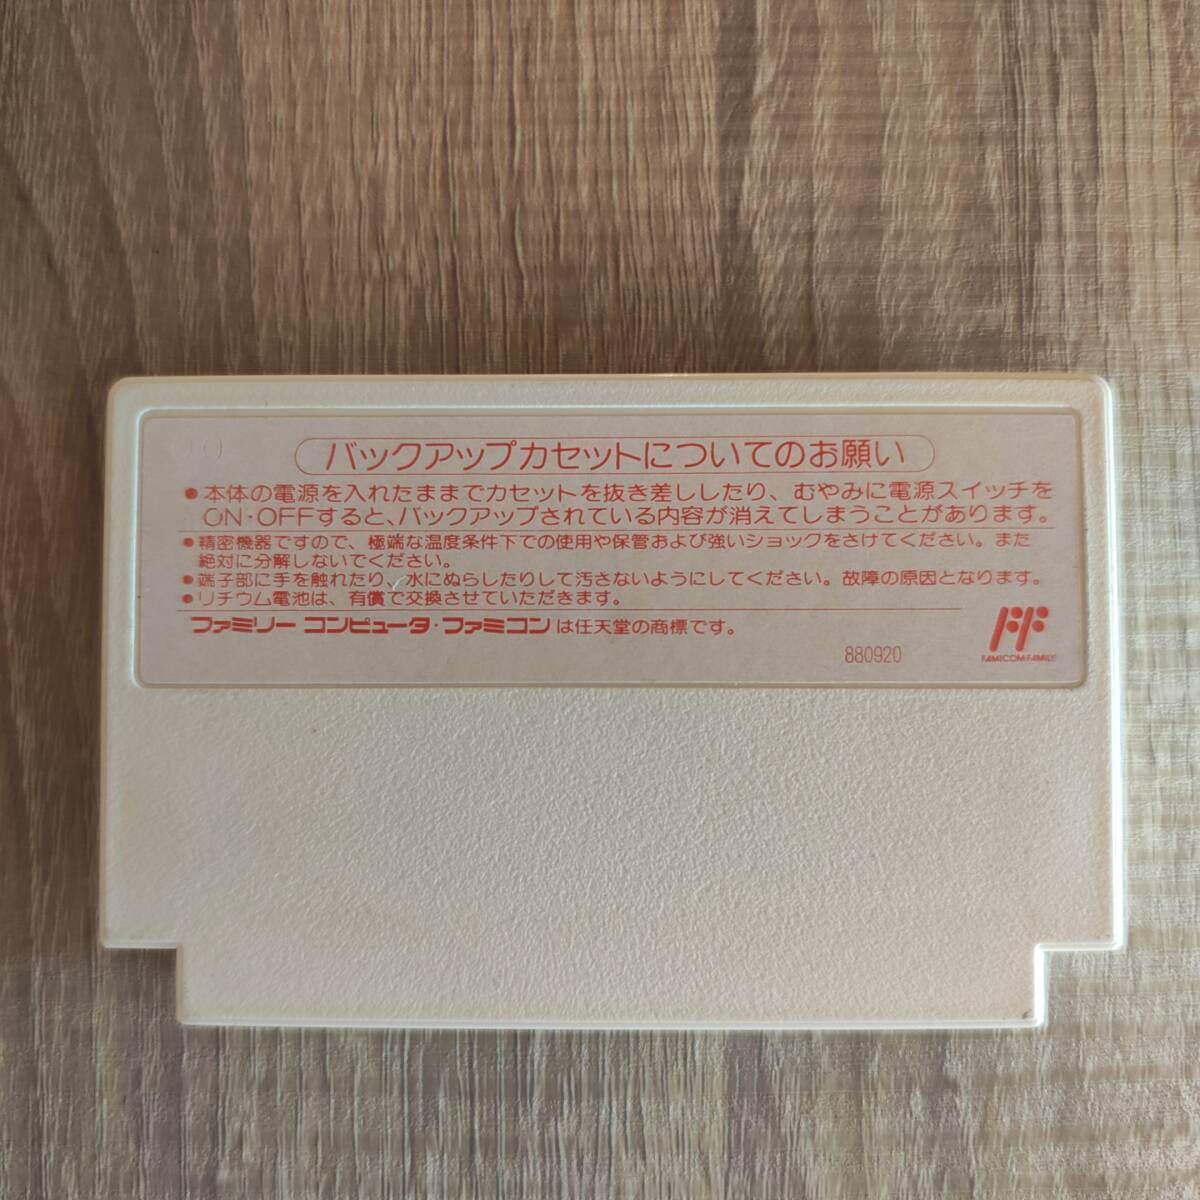 バックアップカセットについてのお願い
●本体の電源を入れたままでカセットを抜き差ししたり、むやみに電源スイッチを
ON・OFFすると、バックアップされている内容が消えてしまうことがあります。
●精密機器ですので、極端な温度条件下での使用や保管および強いショックをさけてください。また
絶対に分解しないでください。
●端子部に手を触れたり、水にぬらしたりして汚さないようにしてください。故障の原因となります。
●リチウム電池は、有償で交換させていただきます。
ファミリー コンピュータ・ファミコンは任天堂の商標です。
880920
FAMICOM FAMILY